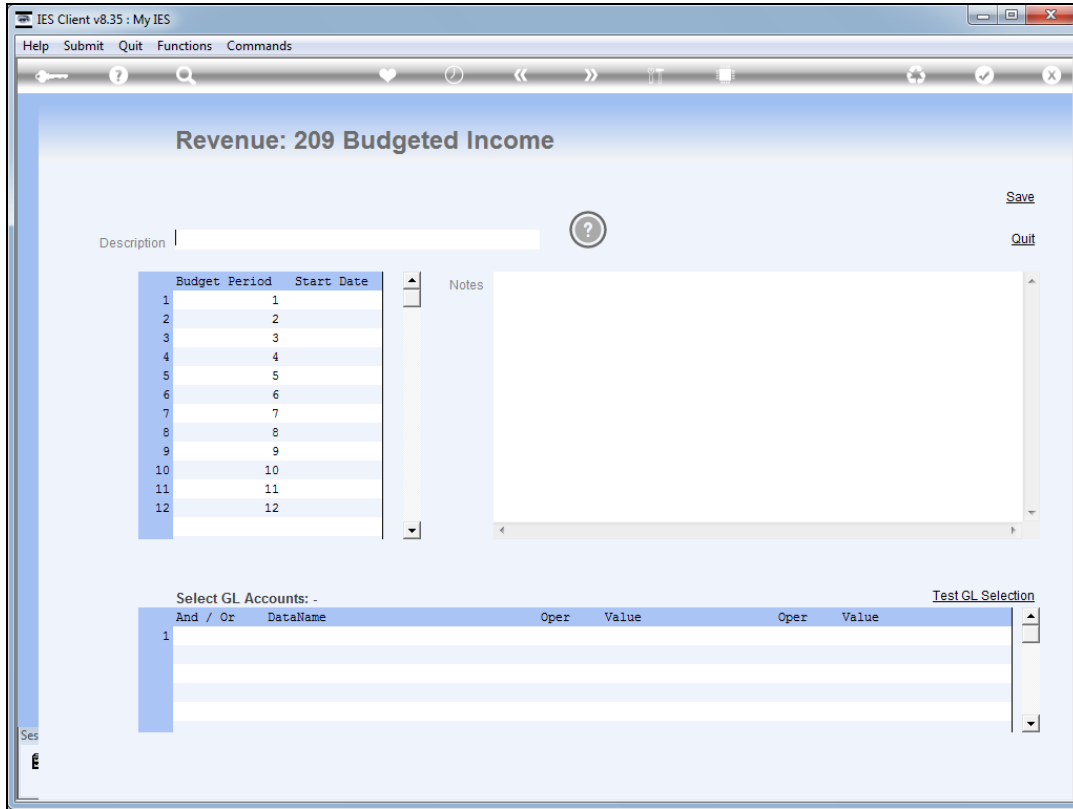 IES Client v8.35 : My IES
Help Submit Quit Functions Commands
Revenue: 209 Budgeted Income
Save
Description
Quit
Budget Period Start Date
Notes
1 1
2 2
3 3
4 4
5 5
6 6
7 7
8 8
9 9
10 10
11 11
12 12
Select GL Accounts: -
Test GL Selection
And / Or DataName Oper Value Oper Value
1
Ses